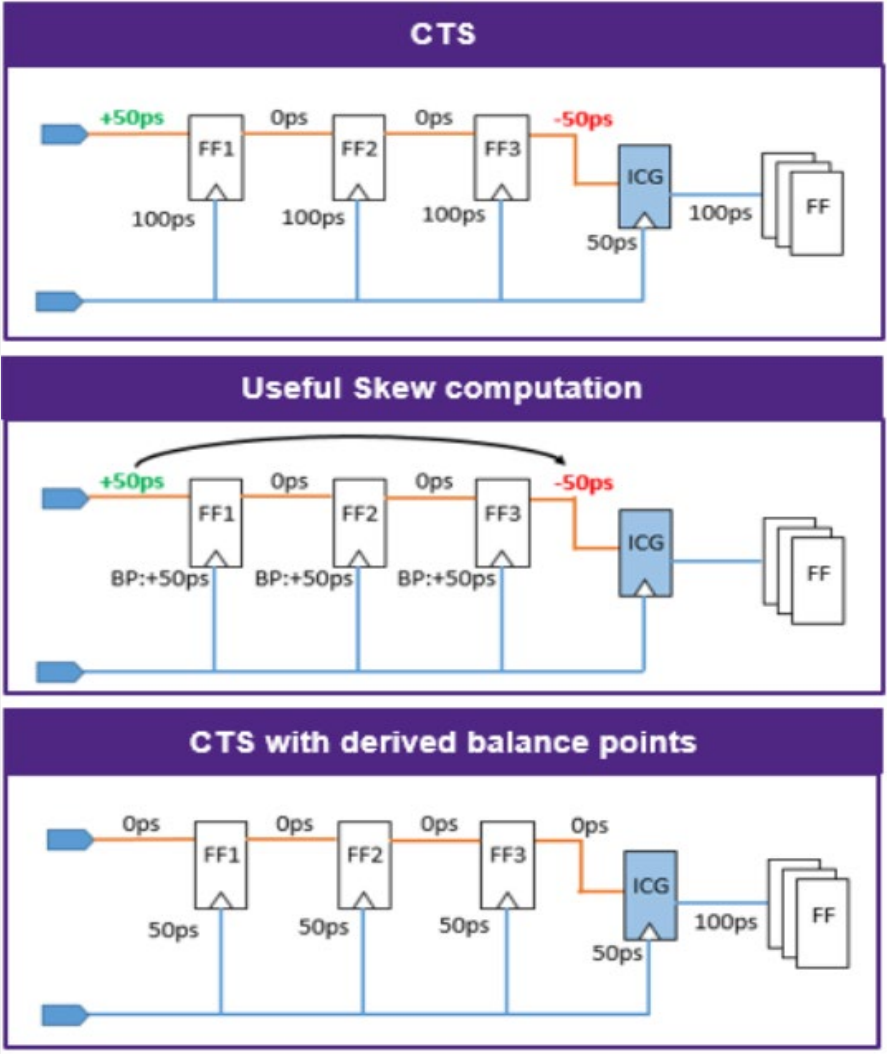 CTS
+50ps 0ps 0ps -50ps
FF1 FF2 FF3 ICG FF
100ps 100ps 100ps 50ps 100ps
Useful Skew computation
+50ps 0ps 0ps -50ps
FF1 FF2 FF3 ICG FF
BP:+50ps BP:+50ps BP:+50ps
CTS with derived balance points
0ps 0ps 0ps 0ps
FF1 FF2 FF3 ICG FF
50ps 50ps 50ps 50ps 100ps